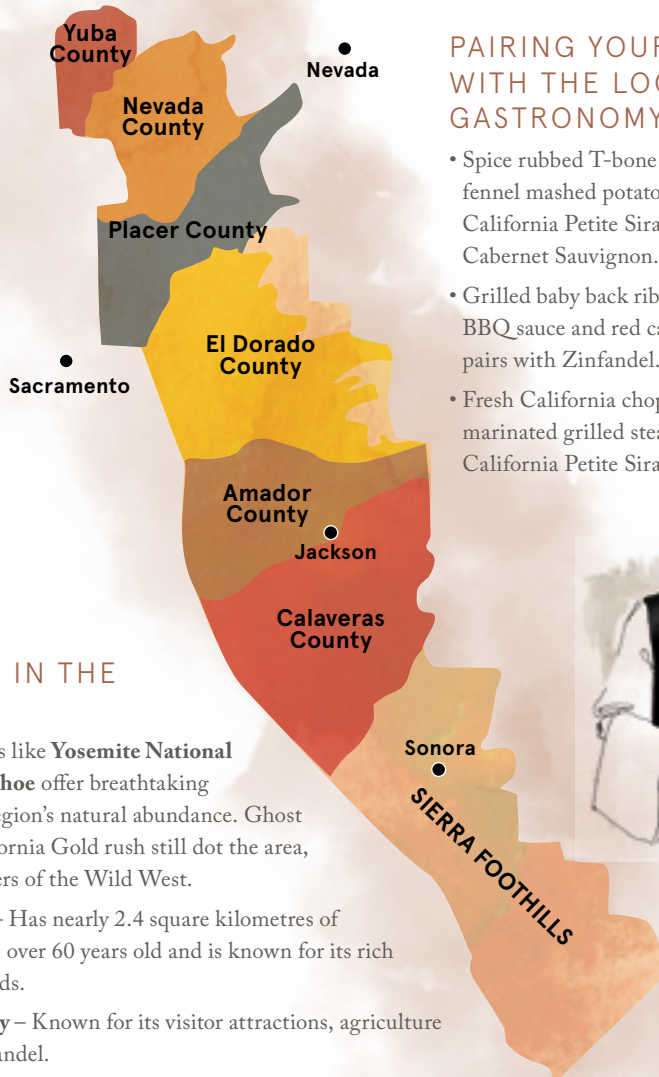 Yuba
County
Nevada
Nevada
County
Placer County
El Dorado
County
Sacramento
Amador
County
Jackson
Calaveras
County
Sonora
SIERRA FOOTHILLS
PAIRING YOUR
WITH THE LO
GASTRONOMY
• Spice rubbed T-bone
fennel mashed potato
California Petite Sira
Cabernet Sauvignon.
• Grilled baby back rib
BBQ sauce and red ca
pairs with Zinfandel.
• Fresh California chop
marinated grilled stea
California Petite Sira
IN THE
s like Yosemite National
hoe offer breathtaking
egion's natural abundance. Ghost
ornia Gold rush still dot the area,
ers of the Wild West.
– Has nearly 2.4 square kilometres of
over 60 years old and is known for its rich
ds.
y – Known for its visitor attractions, agriculture
andel.